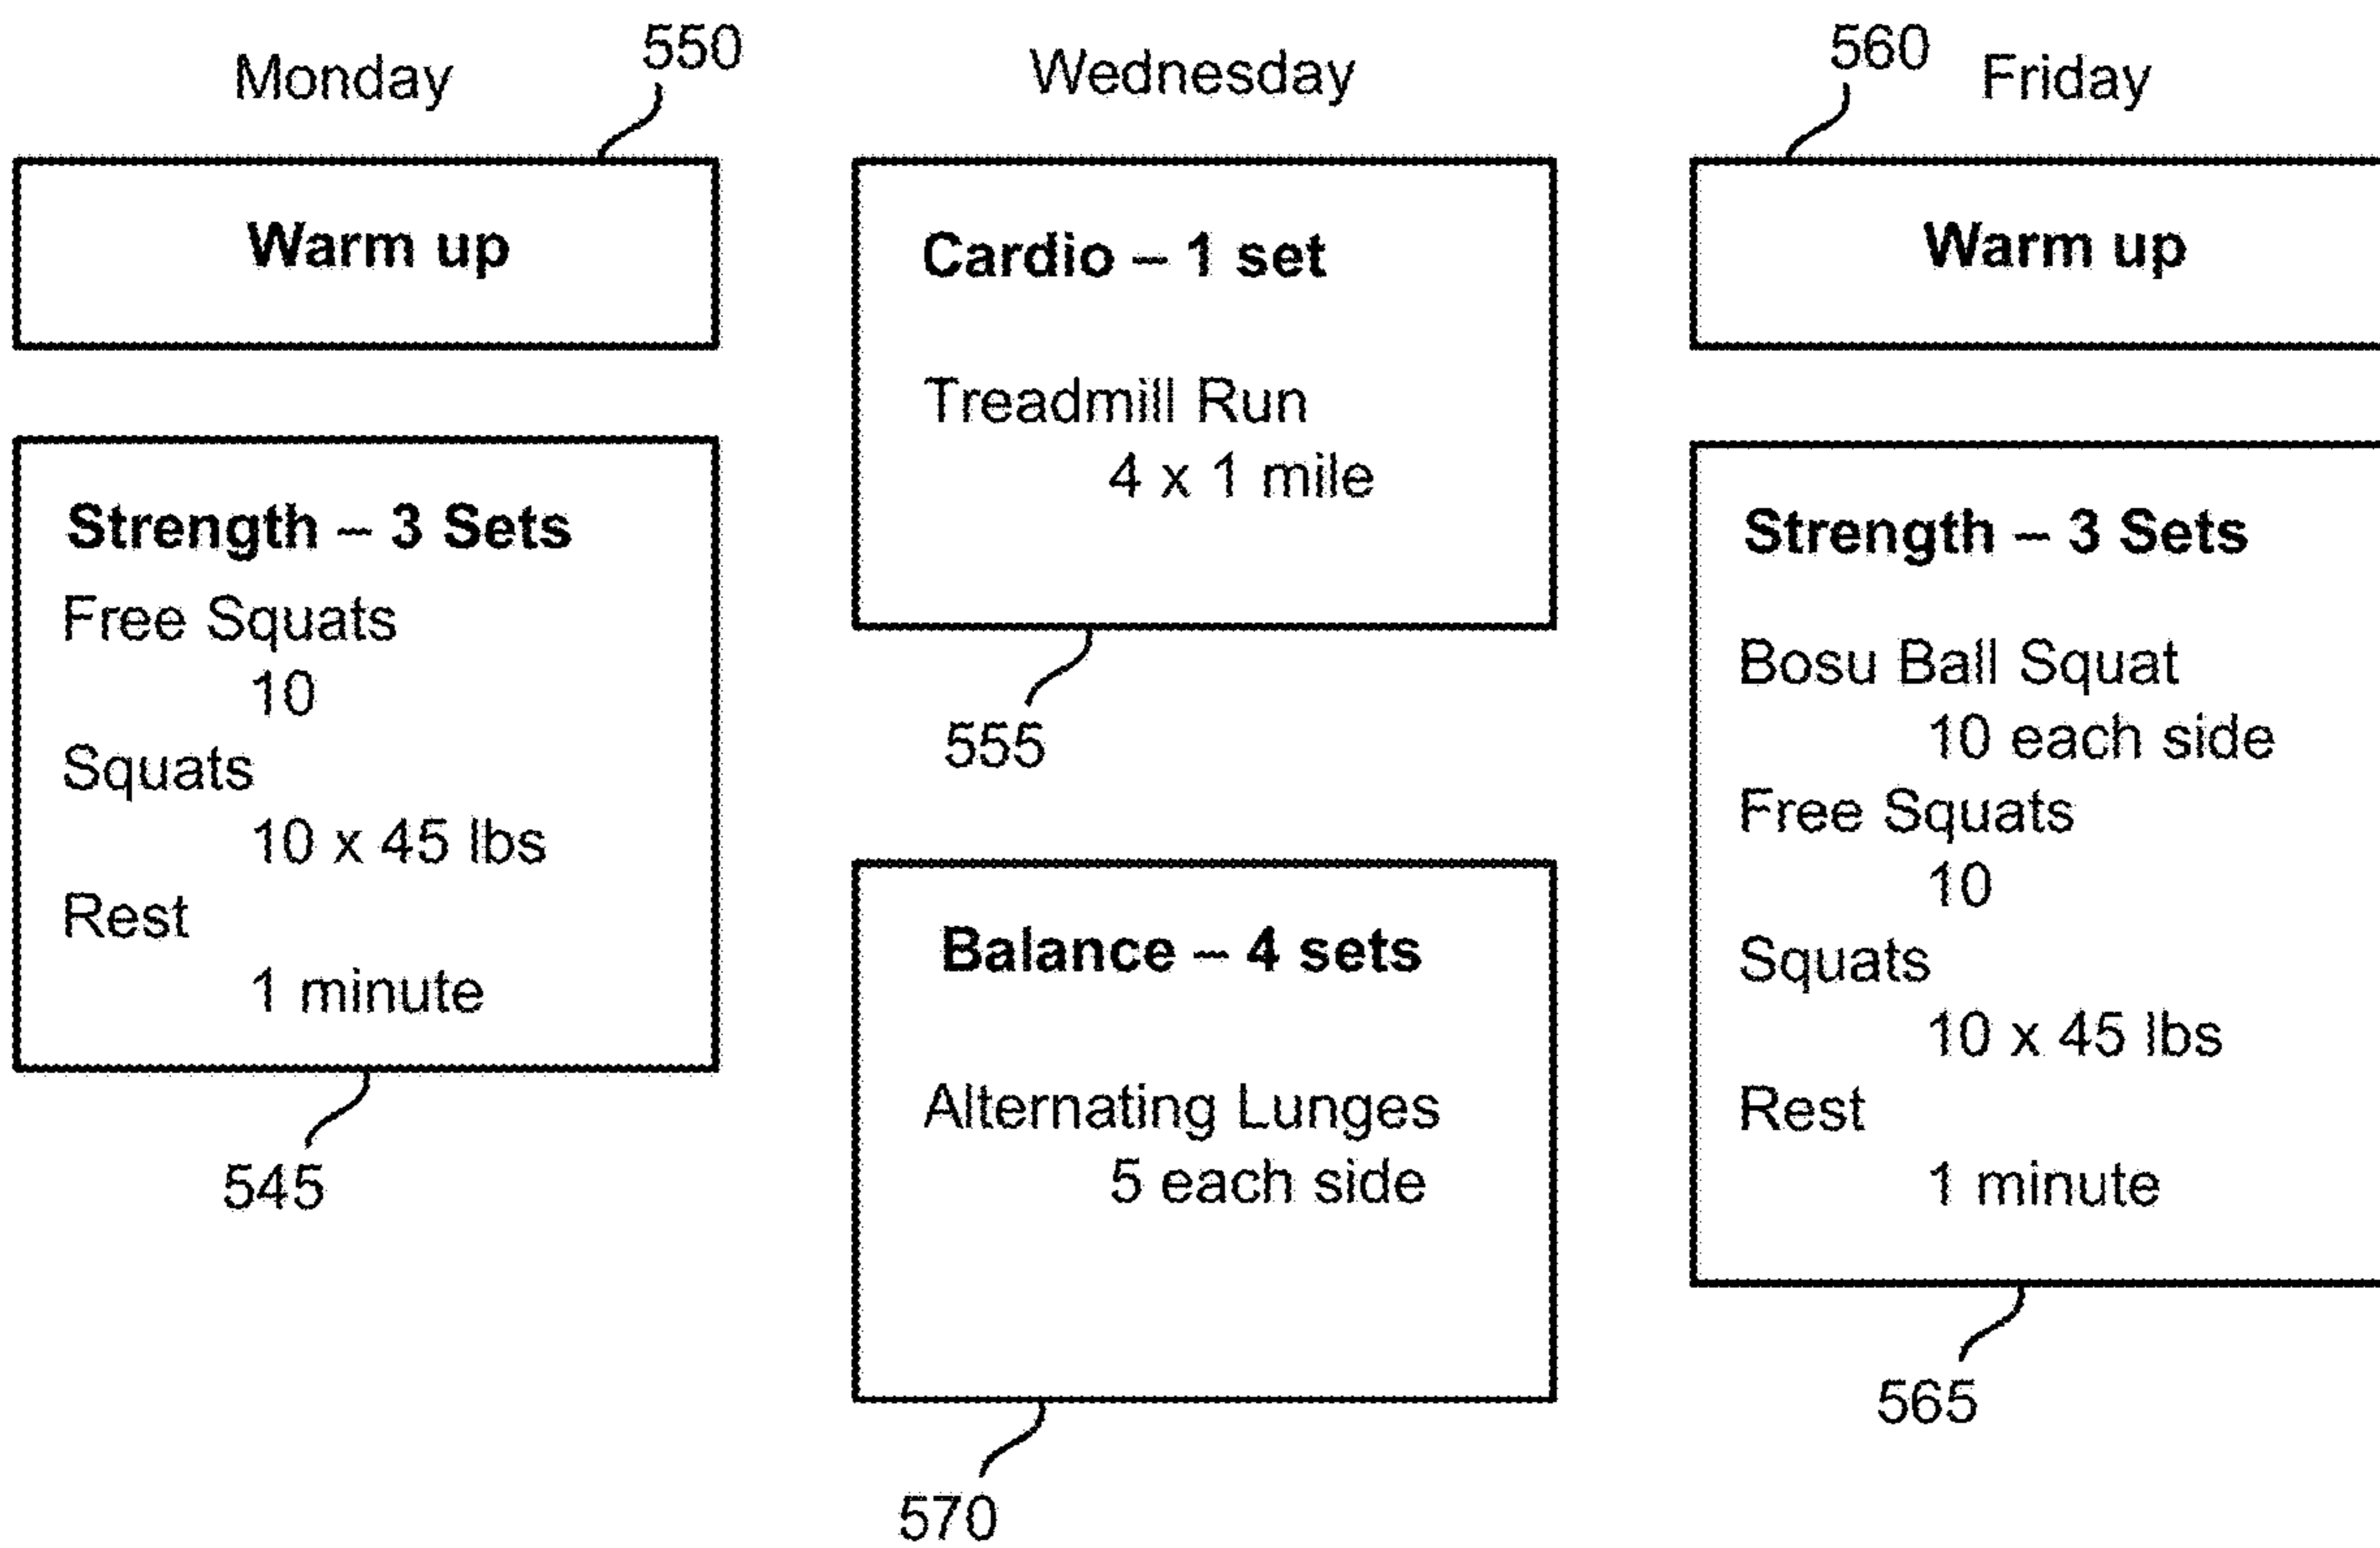 Monday
550
Warm up
Strength – 3 Sets
Free Squats
10
Squats
10 x 45 lbs
Rest
1 minute
545
Wednesday
Cardio – 1 set
Treadmill Run
4 x 1 mile
555
Balance – 4 sets
Alternating Lunges
5 each side
570
560
Friday
Warm up
Strength – 3 Sets
Bosu Ball Squat
10 each side
Free Squats
10
Squats
10 x 45 lbs
Rest
1 minute
565